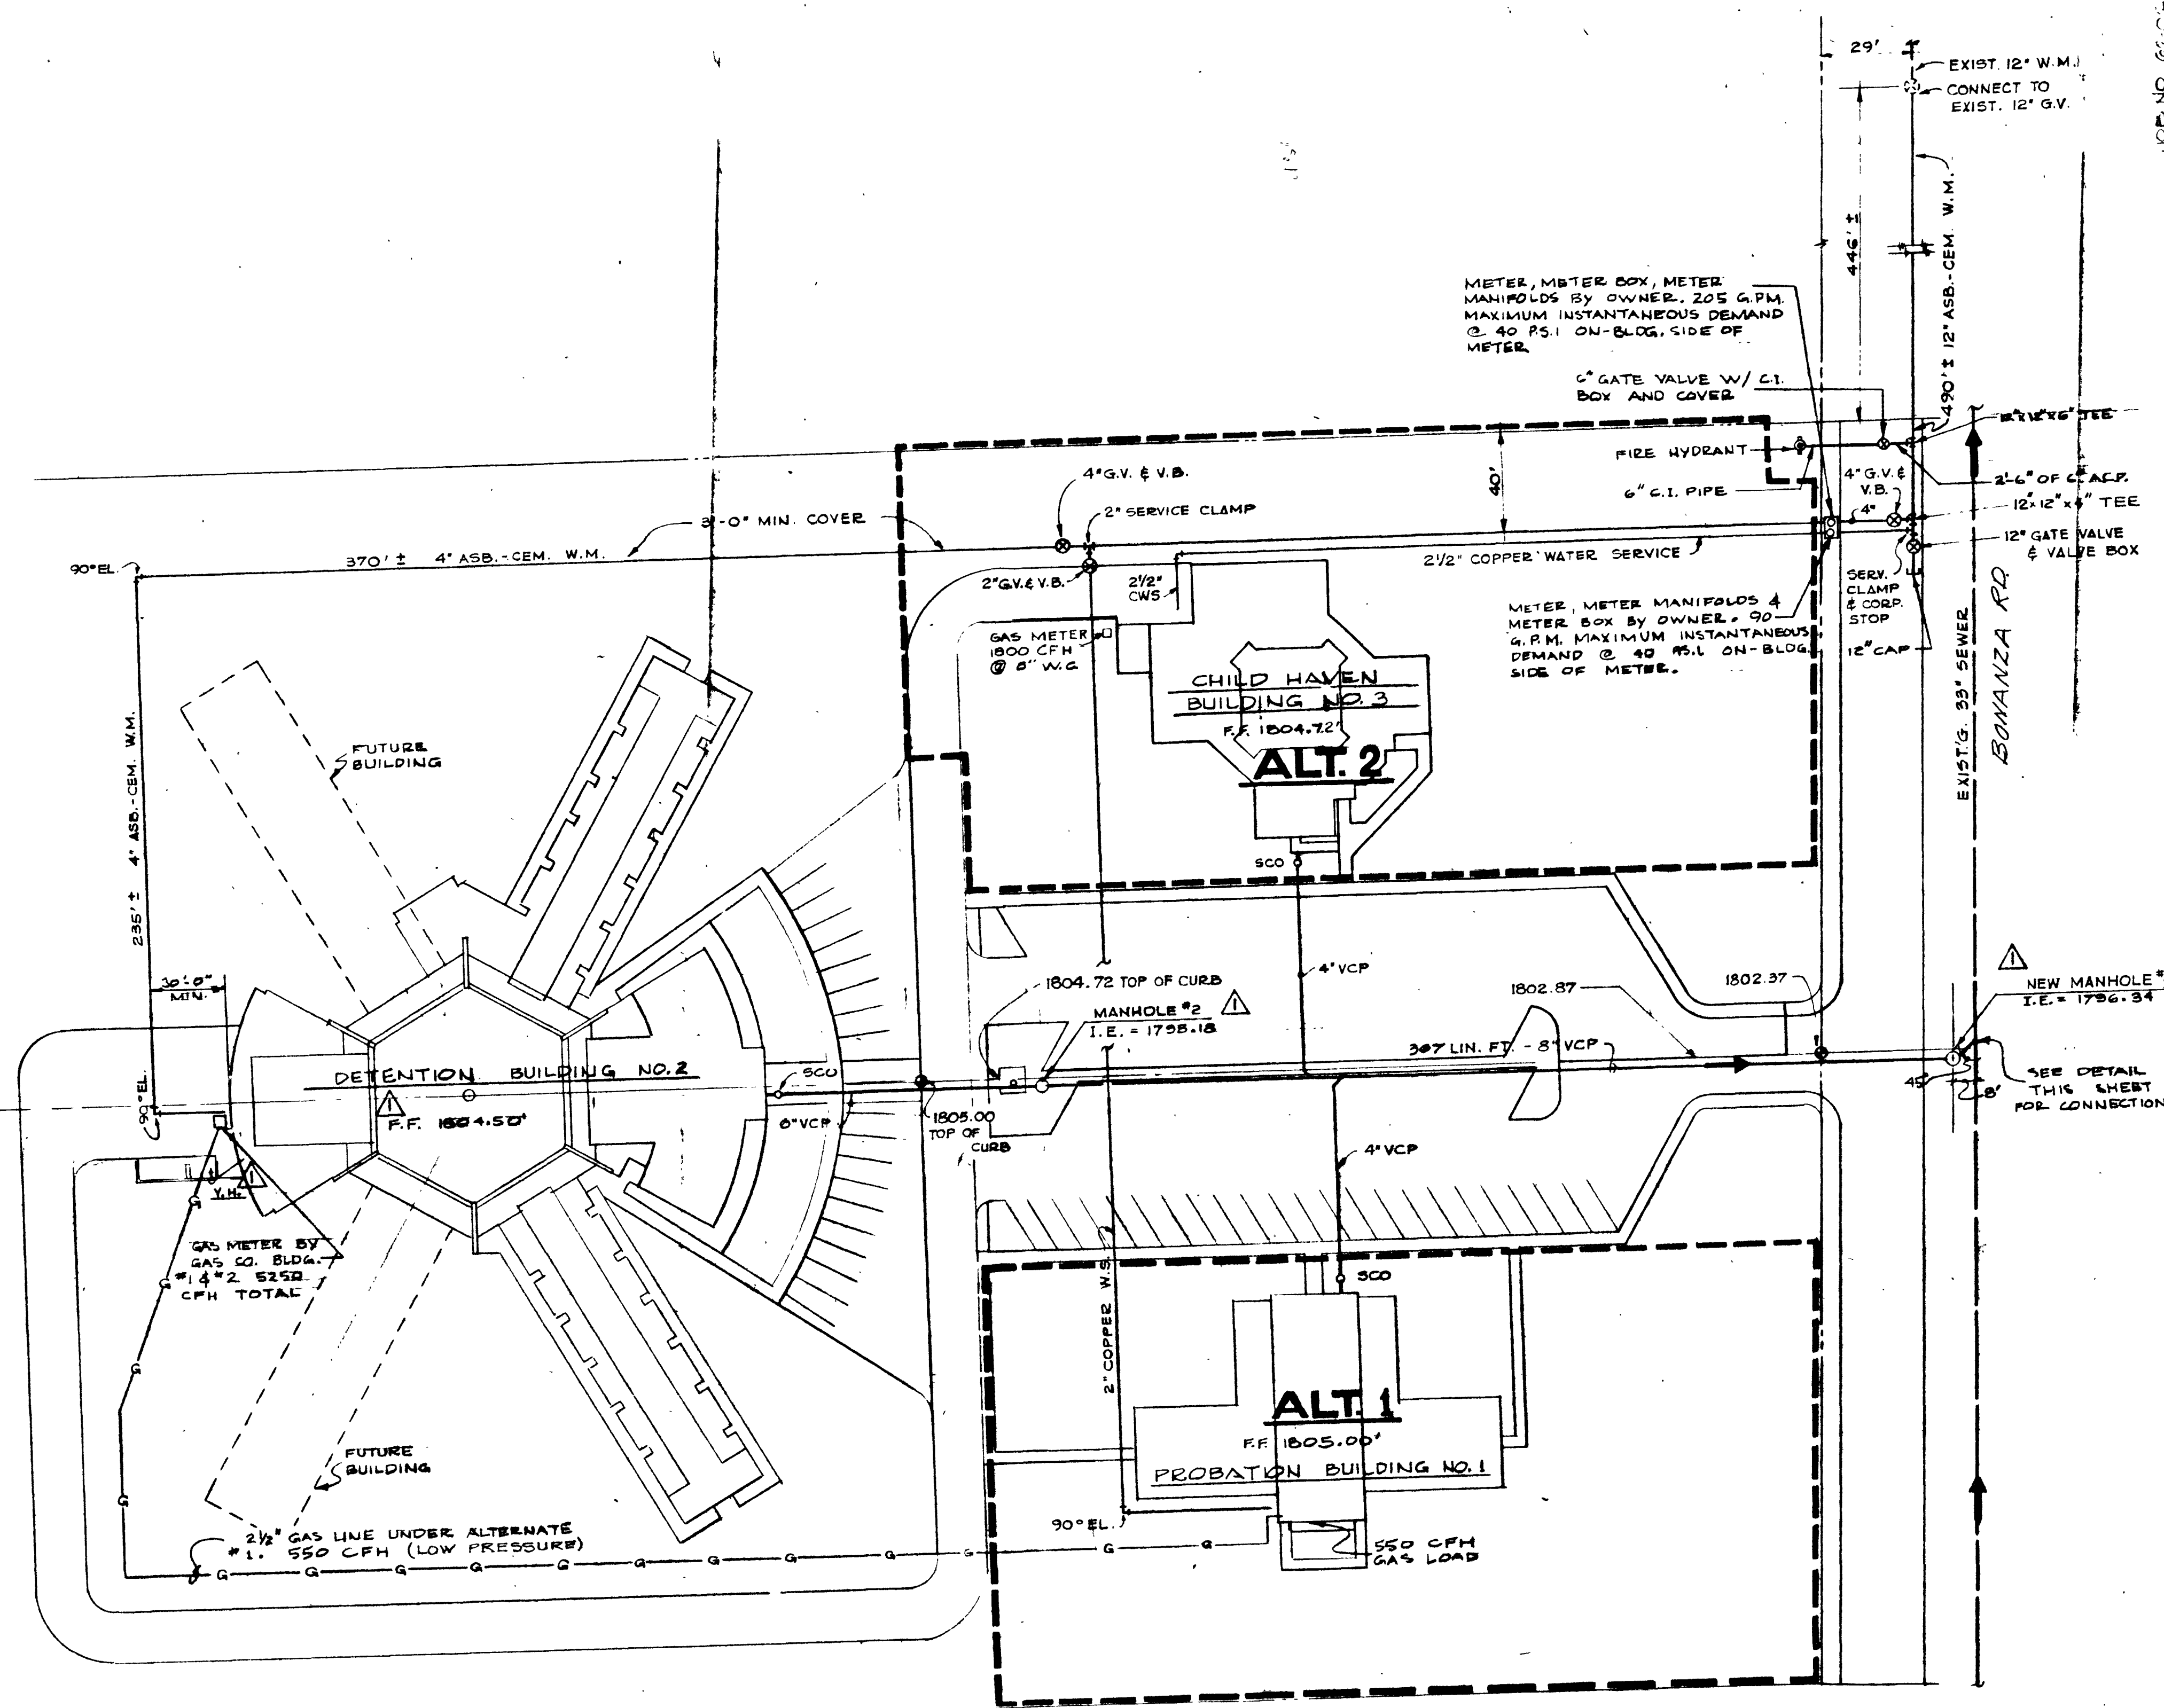 29'
EXIST. 12" W.M.
CONNECT TO
EXIST. 12" G.V.
446' ±
490' ± 12" ASB.-CEM. W.M.
METER, METER BOX, METER
MANIFOLDS BY OWNER. 205 G.P.M.
MAXIMUM INSTANTANEOUS DEMAND
@ 40 P.S.I ON-BLDG. SIDE OF
METER
6" GATE VALVE W/ C.I.
BOX AND COVER
12"x12"x6" TEE
FIRE HYDRANT
6" C.I. PIPE
40'
4" G.V. &
V.B.
4"
2'-6" OF 6" A.C.P.
12"x12"x4" TEE
12" GATE VALVE
& VALVE BOX
4" G.V. & V.B.
2" SERVICE CLAMP
3'-0" MIN. COVER
370' ± 4" ASB.-CEM. W.M.
90° EL.
2" G.V. & V.B.
2 1/2"
CWS
2 1/2" COPPER WATER SERVICE
SERV.
CLAMP
& CORP.
STOP
12" CAP
METER, METER MANIFOLDS &
METER BOX BY OWNER. 90
G.P.M. MAXIMUM INSTANTANEOUS
DEMAND @ 40 P.S.I. ON-BLDG.
SIDE OF METER.
EXIST'G. 33" SEWER
BONANZA RD.
GAS METER
1800 CFH
@ 8" W.G
CHILD HAVEN
BUILDING NO. 3
F.F. 1804.72'
ALT. 2
SCO
FUTURE
BUILDING
235' ± 4" ASB.-CEM. W.M.
30'-0"
MIN.
4" VCP
1804.72 TOP OF CURB
MANHOLE #2
I.E. = 1798.18
1
1802.87
1802.37
1
NEW MANHOLE #
I.E. = 1796.34
367 LIN. FT. - 8" VCP
45°
8'
SEE DETAIL
THIS SHEET
FOR CONNECTION
DETENTION BUILDING NO. 2
1
F.F. 1804.50'
SCO
6" VCP
1805.00
TOP OF
CURB
90° EL.
Y.H.
1
4" VCP
GAS METER BY
GAS CO. BLDG.
#1 & #2 5250
CFH TOTAL
G
G
G
G
2" COPPER W.S.
SCO
ALT. 1
F.F. 1805.00'
PROBATION BUILDING NO. 1
FUTURE
BUILDING
90° EL.
2 1/2" GAS LINE UNDER ALTERNATE
#1. 550 CFH (LOW PRESSURE)
G G G G G G G G G G G
550 CFH
GAS LOAD